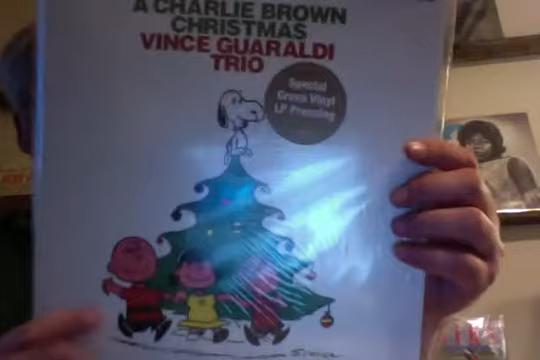 A CHARLIE BROWN
CHRISTMAS
VINCE GUARALDI
TRIO
Special
Green Vinyl
LP Pressing